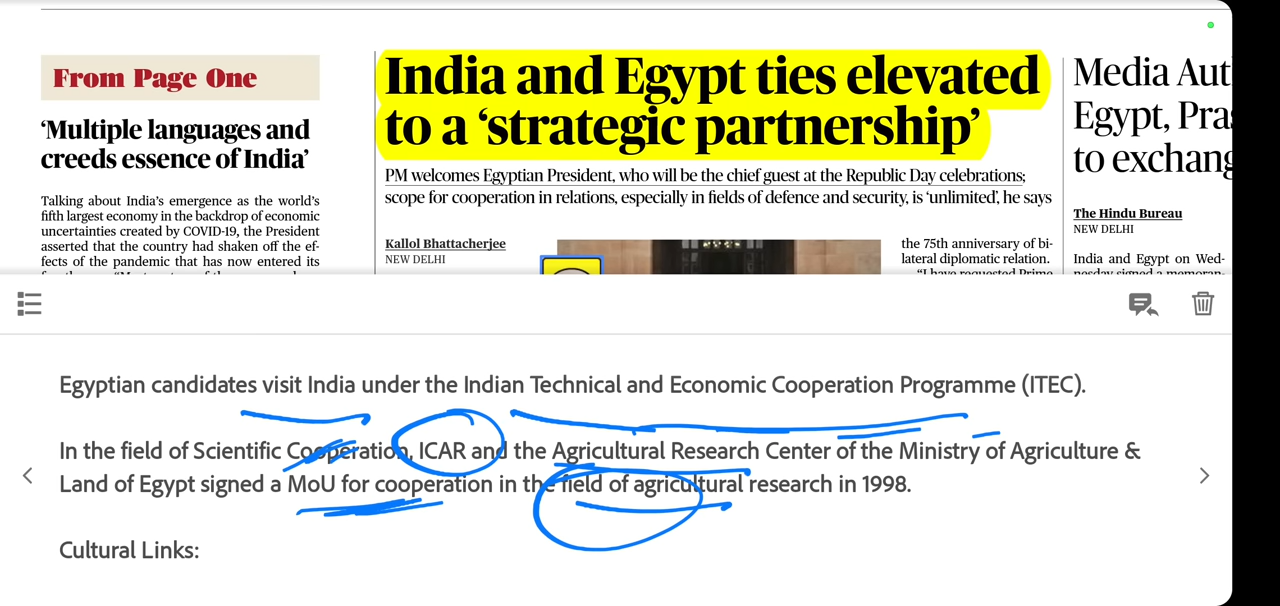 From Page One
‘Multiple languages and
creeds essence of India’
Talking about India’s emergence as the world’s
fifth largest economy in the backdrop of economic
uncertainties created by COVID-19, the President
asserted that the country had shaken off the ef-
fects of the pandemic that has now entered its
India and Egypt ties elevated
to a ‘strategic partnership’
PM welcomes Egyptian President, who will be the chief guest at the Republic Day celebrations;
scope for cooperation in relations, especially in fields of defence and security, is ‘unlimited’, he says
Kallol Bhattacherjee
NEW DELHI
the 75th anniversary of bi-
lateral diplomatic relation.
“I have requested Prime
Media Aut
Egypt, Pras
to exchang
The Hindu Bureau
NEW DELHI
India and Egypt on Wed-
nesday signed a memoran-
Egyptian candidates visit India under the Indian Technical and Economic Cooperation Programme (ITEC).
In the field of Scientific Cooperation, ICAR and the Agricultural Research Center of the Ministry of Agriculture &
Land of Egypt signed a MoU for cooperation in the field of agricultural research in 1998.
Cultural Links: